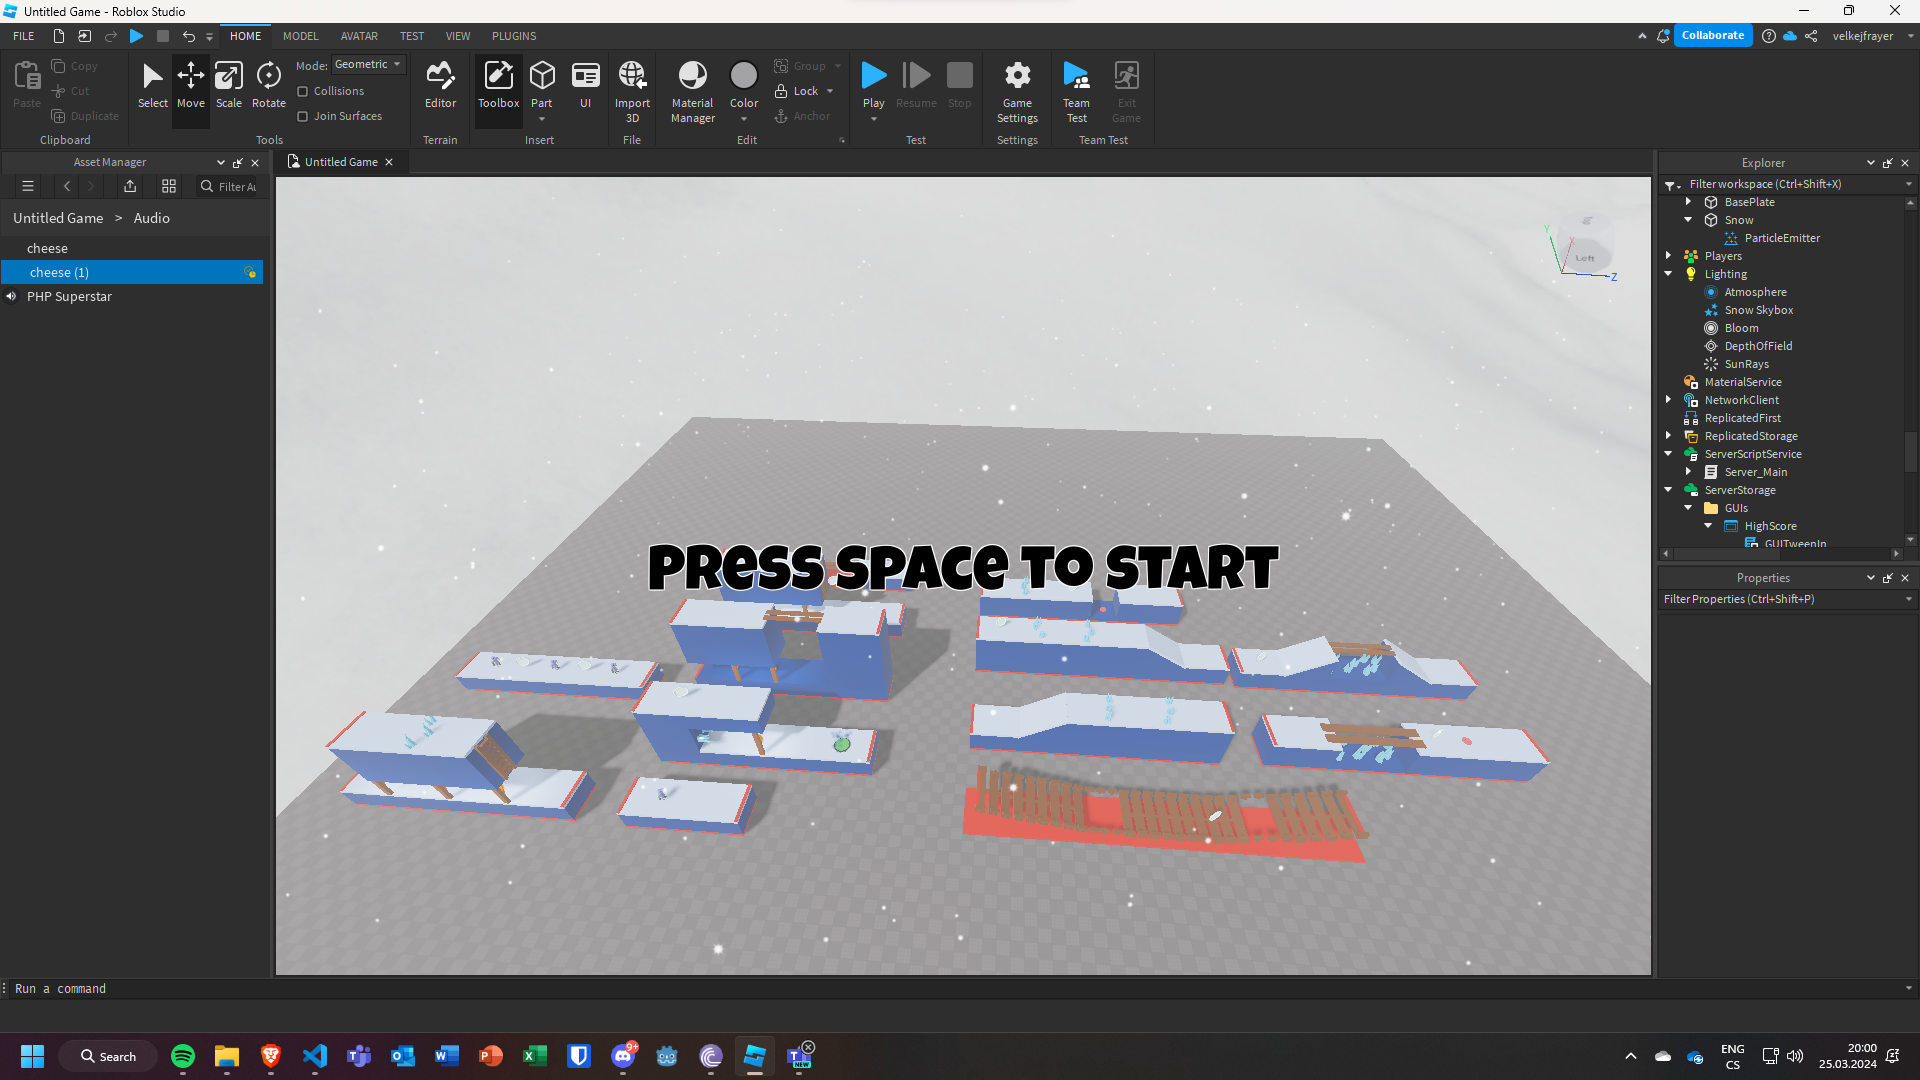 Untitled Game - Roblox Studio
FILE
HOME
MODEL
AVATAR
TEST
VIEW
PLUGINS
Collaborate
velkejfrayer
Paste
Copy
Cut
Duplicate
Clipboard
Select
Move
Scale
Rotate
Mode: Geometric
Collisions
Join Surfaces
Tools
Editor
Terrain
Toolbox
Part
UI
Insert
Import
3D
File
Material
Manager
Color
Group
Lock
Anchor
Edit
Play
Resume
Stop
Test
Game
Settings
Settings
Team
Test
Exit
Game
Team Test
Asset Manager
Filter Au
Untitled Game > Audio
cheese
cheese (1)
PHP Superstar
Untitled Game
Y
X
Left
Z
PRESS SPACE TO START
Explorer
Filter workspace (Ctrl+Shift+X)
BasePlate
Snow
ParticleEmitter
Players
Lighting
Atmosphere
Snow Skybox
Bloom
DepthOfField
SunRays
MaterialService
NetworkClient
ReplicatedFirst
ReplicatedStorage
ServerScriptService
Server_Main
ServerStorage
GUIs
HighScore
GUITweenIn
Properties
Filter Properties (Ctrl+Shift+P)
Run a command
Search
9+
NEW
ENG
CS
20:00
25.03.2024